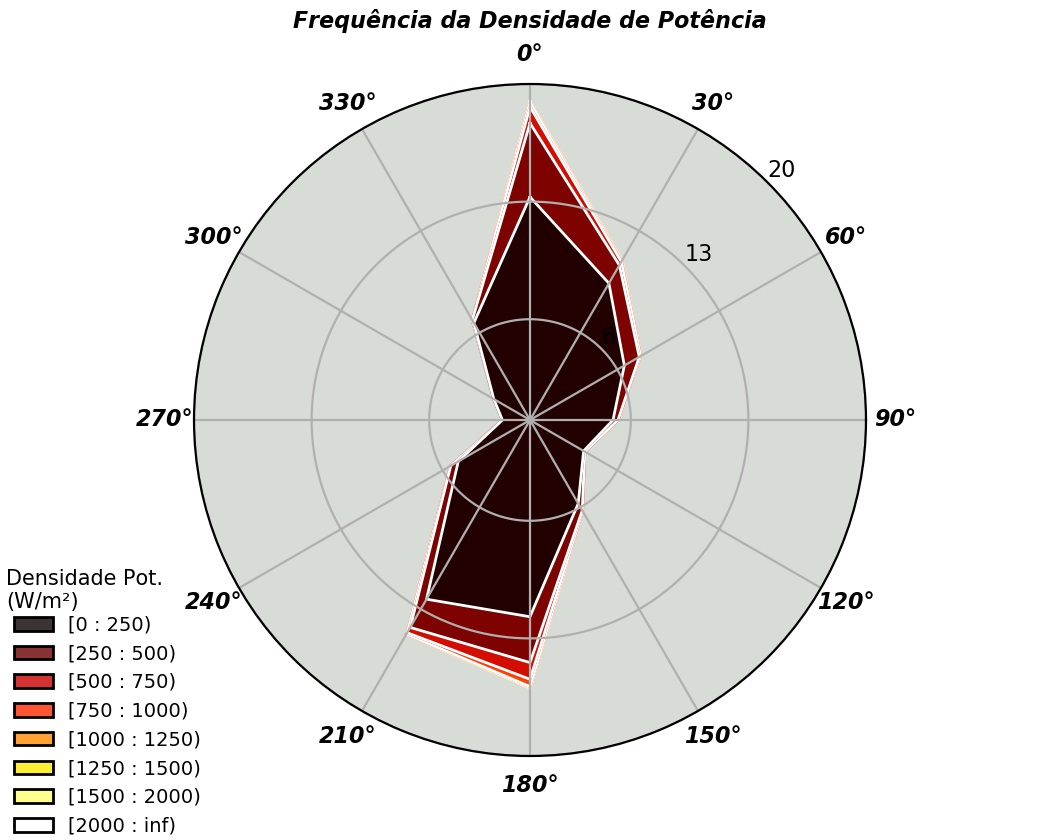 Frequência da Densidade de Potência
0°
330°
30°
20
300°
60°
13
6
270°
90°
240°
120°
210°
150°
180°
Densidade Pot.
(W/m²)
[0 : 250)
[250 : 500)
[500 : 750)
[750 : 1000)
[1000 : 1250)
[1250 : 1500)
[1500 : 2000)
[2000 : inf)